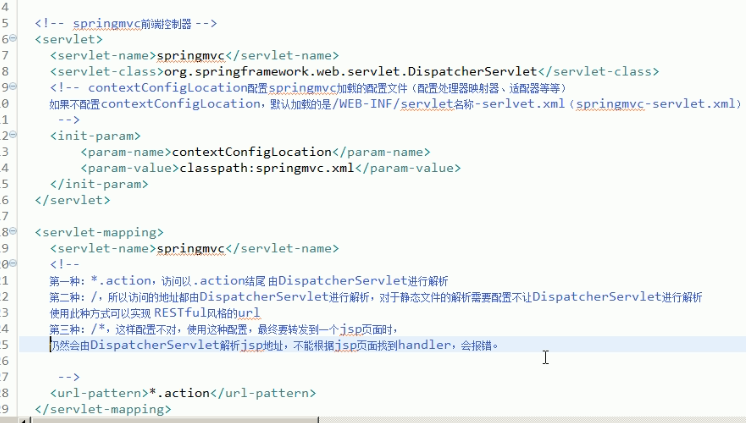 4
5 <!-- springmvc前端控制器 -->
6 <servlet>
7 <servlet-name>springmvc</servlet-name>
8 <servlet-class>org.springframework.web.servlet.DispatcherServlet</servlet-class>
9 <!-- contextConfigLocation配置springmvc加载的配置文件（配置处理器映射器、适配器等等）
0 如果不配置contextConfigLocation，默认加载的是/WEB-INF/servlet名称-serlvet.xml（springmvc-servlet.xml）
1 -->
2 <init-param>
3 <param-name>contextConfigLocation</param-name>
4 <param-value>classpath:springmvc.xml</param-value>
5 </init-param>
6 </servlet>
7
8 <servlet-mapping>
9 <servlet-name>springmvc</servlet-name>
0 <!--
1 第一种：*.action，访问以.action结尾 由DispatcherServlet进行解析
2 第二种：/，所以访问的地址都由DispatcherServlet进行解析，对于静态文件的解析需要配置不让DispatcherServlet进行解析
3 使用此种方式可以实现 RESTful风格的url
4 第三种：/*，这样配置不对，使用这种配置，最终要转发到一个jsp页面时，
5 仍然会由DispatcherServlet解析jsp地址，不能根据jsp页面找到handler，会报错。
6
7 -->
8 <url-pattern>*.action</url-pattern>
9 </servlet-mapping>